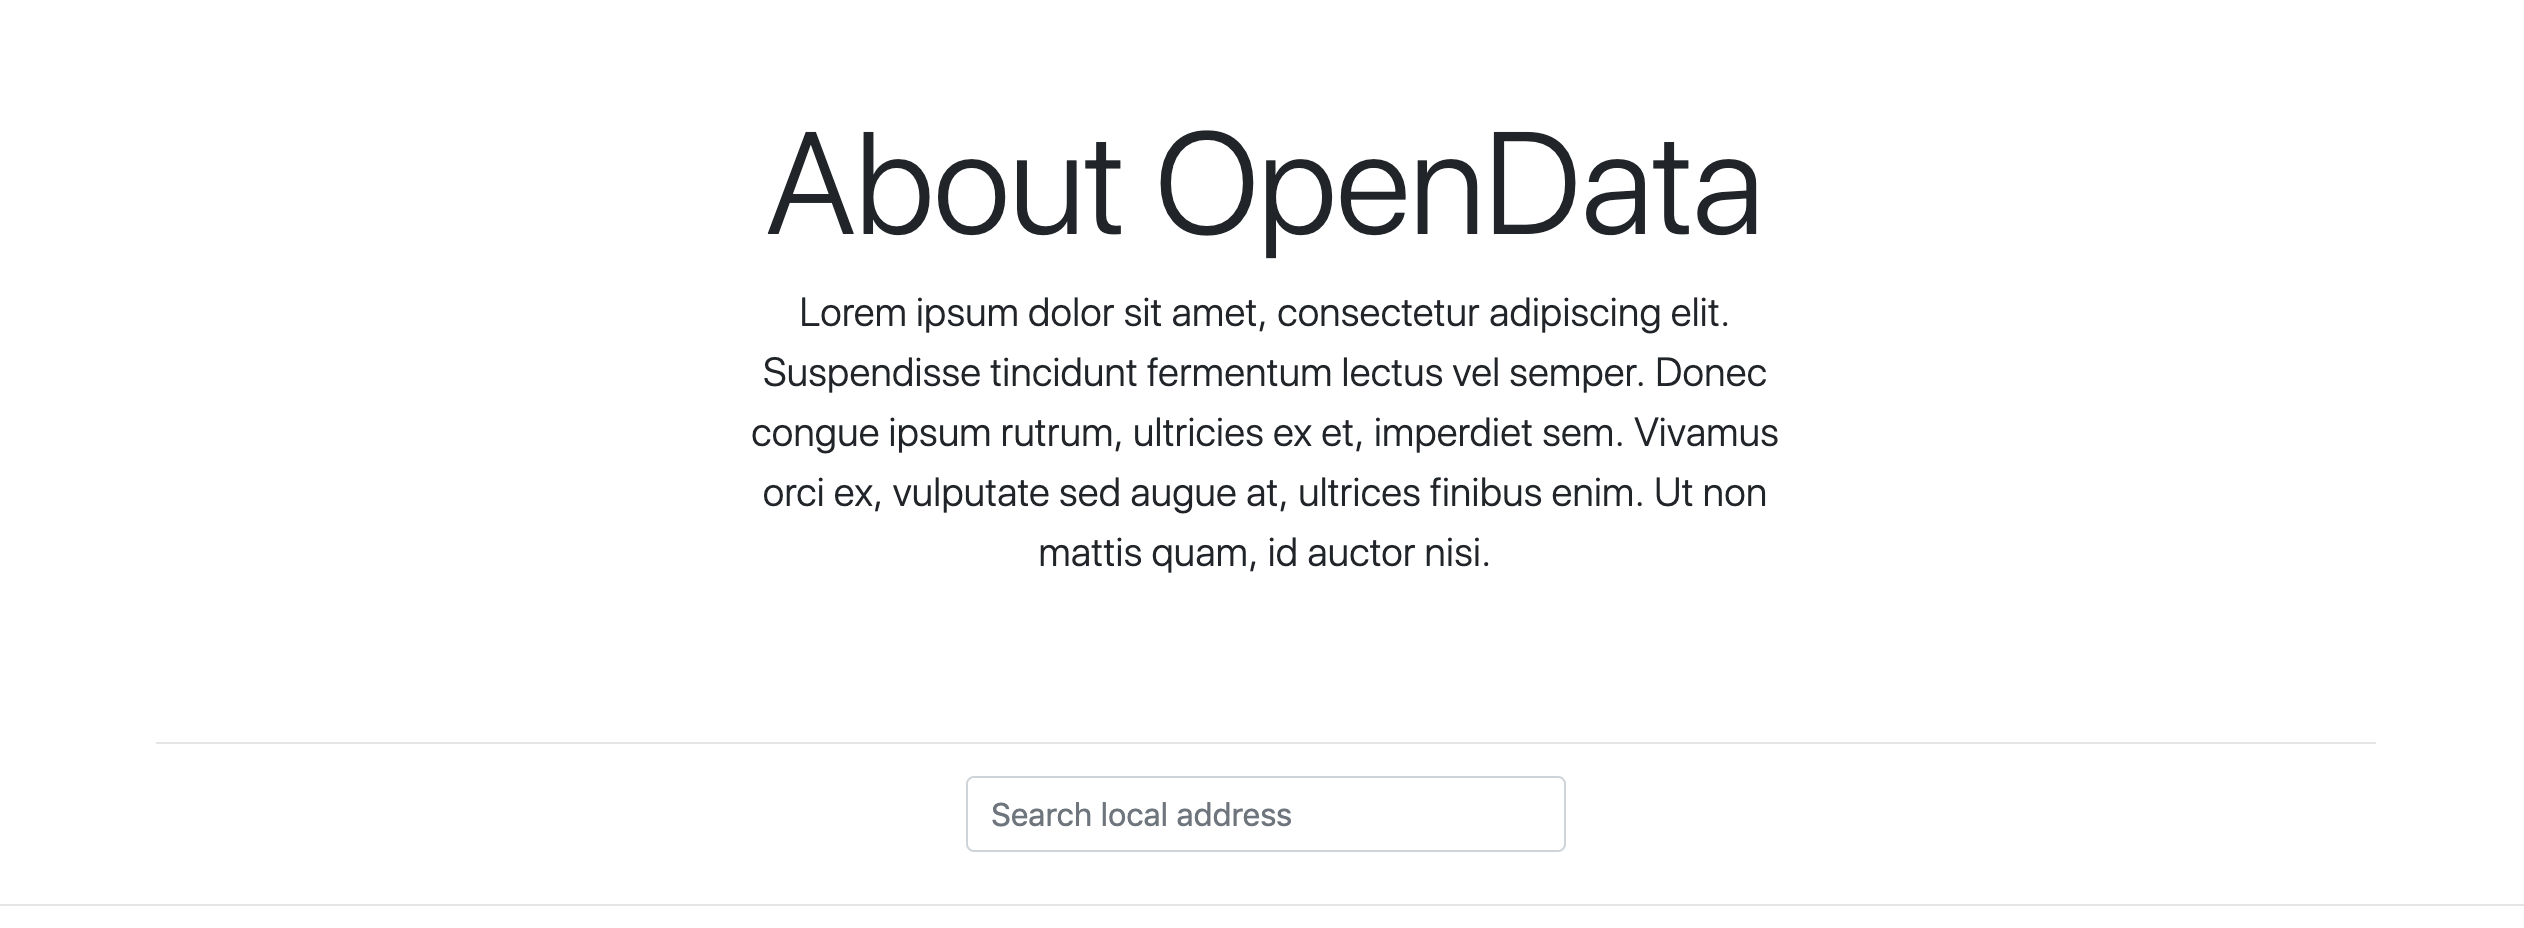 About OpenData
Lorem ipsum dolor sit amet, consectetur adipiscing elit.
Suspendisse tincidunt fermentum lectus vel semper. Donec
congue ipsum rutrum, ultricies ex et, imperdiet sem. Vivamus
orci ex, vulputate sed augue at, ultrices finibus enim. Ut non
mattis quam, id auctor nisi.
Search local address